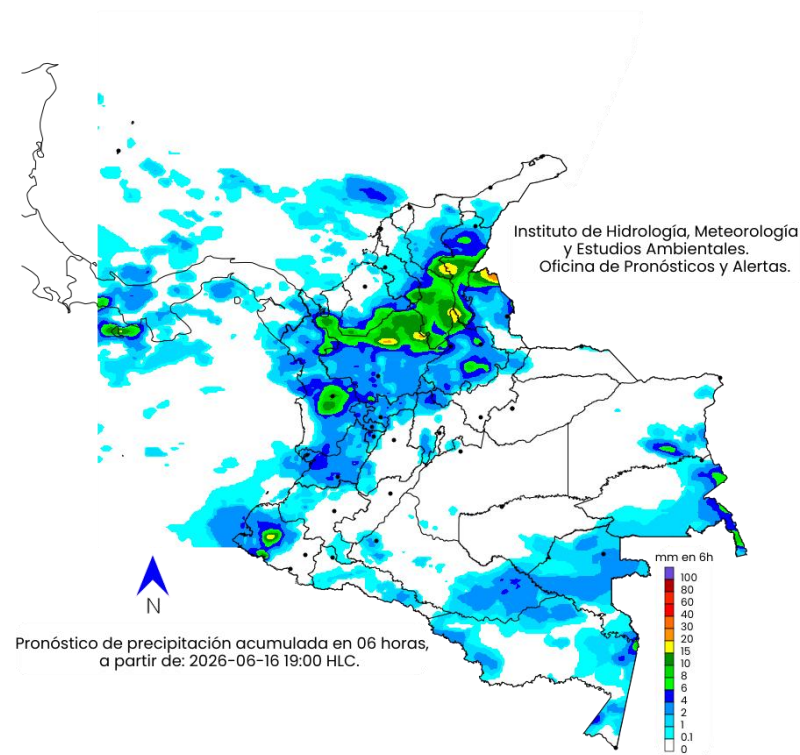 Instituto de Hidrología, Meteorología
y Estudios Ambientales.
Oficina de Pronósticos y Alertas.
mm en 6h
100
80
60
40
30
20
15
10
8
6
4
2
1
0.1
0
N
Pronóstico de precipitación acumulada en 06 horas,
a partir de: 2026-06-16 19:00 HLC.